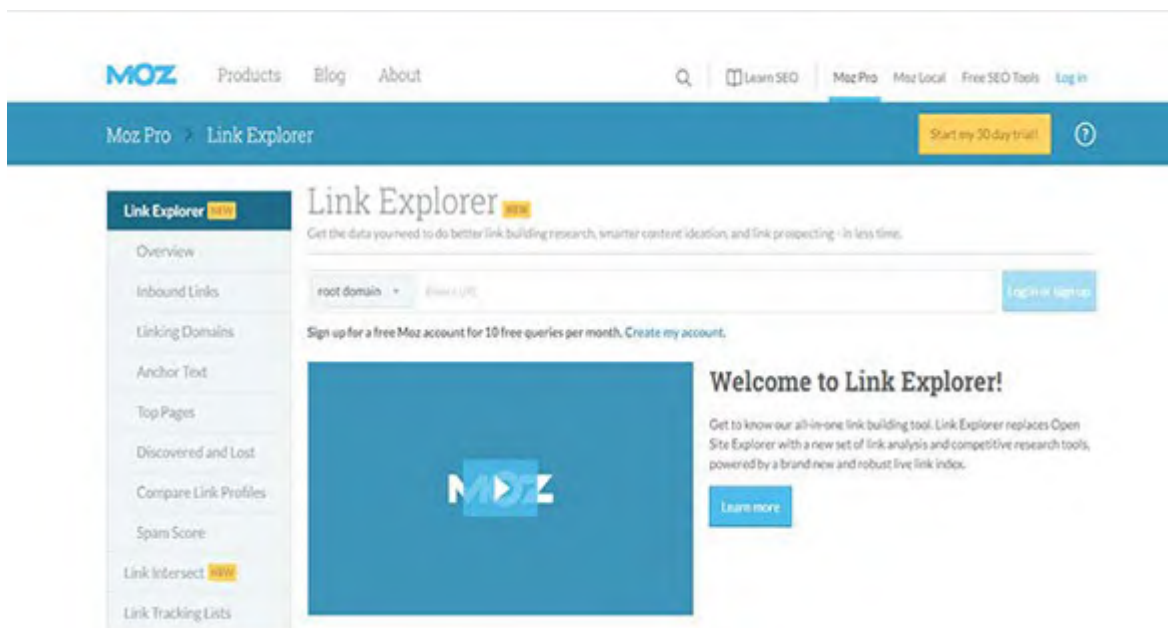 MOZ Products Blog About Learn SEO Moz Pro Moz Local Free SEO Tools Log in
Moz Pro > Link Explorer Start my 30 day trial! ?
Link Explorer NEW
Overview
Inbound Links
Linking Domains
Anchor Text
Top Pages
Discovered and Lost
Compare Link Profiles
Spam Score
Link Intersect NEW
Link Tracking Lists
Link Explorer NEW
Get the data you need to do better link building research, smarter content ideation, and link prospecting - in less time.
root domain Enter URL Log in or sign up
Sign up for a free Moz account for 10 free queries per month. Create my account.
MOZ
Welcome to Link Explorer!
Get to know our all-in-one link building tool. Link Explorer replaces Open
Site Explorer with a new set of link analysis and competitive research tools,
powered by a brand new and robust live link index.
Learn more